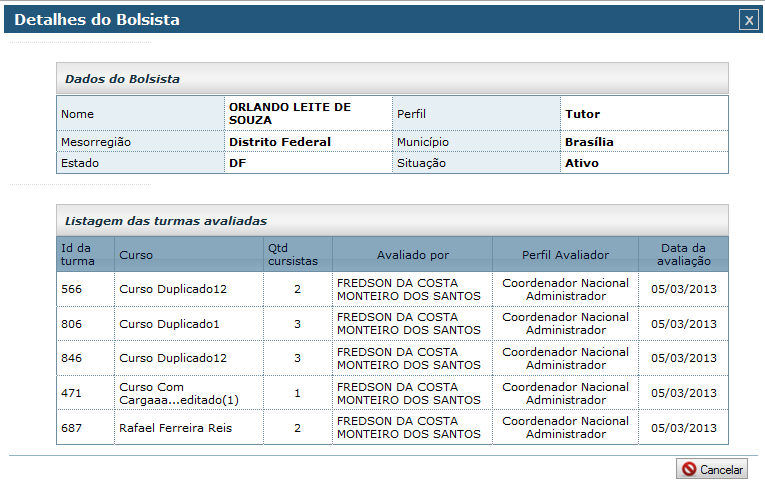 Detalhes do Bolsista
X
Dados do Bolsista
Nome ORLANDO LEITE DE SOUZA Perfil Tutor
Mesorregião Distrito Federal Município Brasília
Estado DF Situação Ativo
Listagem das turmas avaliadas
Id da turma Curso Qtd cursistas Avaliado por Perfil Avaliador Data da avaliação
566 Curso Duplicado12 2 FREDSON DA COSTA MONTEIRO DOS SANTOS Coordenador Nacional Administrador 05/03/2013
806 Curso Duplicado1 3 FREDSON DA COSTA MONTEIRO DOS SANTOS Coordenador Nacional Administrador 05/03/2013
846 Curso Duplicado12 3 FREDSON DA COSTA MONTEIRO DOS SANTOS Coordenador Nacional Administrador 05/03/2013
471 Curso Com Cargaaa...editado(1) 1 FREDSON DA COSTA MONTEIRO DOS SANTOS Coordenador Nacional Administrador 05/03/2013
687 Rafael Ferreira Reis 2 FREDSON DA COSTA MONTEIRO DOS SANTOS Coordenador Nacional Administrador 05/03/2013
Cancelar